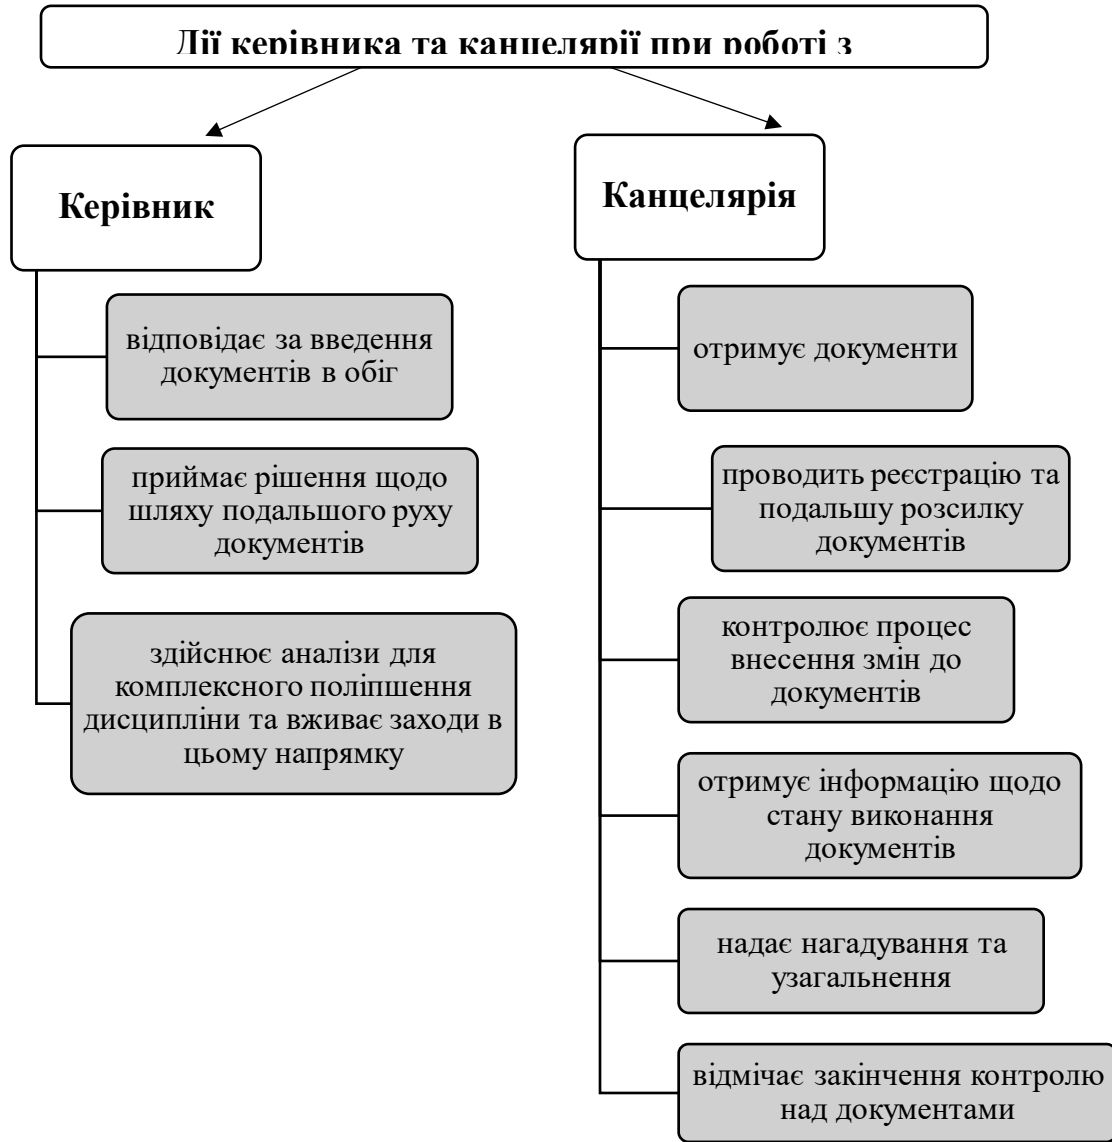 Дії керівника та канцелярії при роботі з
Керівник
відповідає за введення
документів в обіг
приймає рішення щодо
шляху подальшого руху
документів
здійснює аналізи для
комплексного поліпшення
дисципліни та вживає заходи в
цьому напрямку
Канцелярія
отримує документи
проводить реєстрацію та
подальшу розсилку
документів
контролює процес
внесення змін до
документів
отримує інформацію щодо
стану виконання
документів
надає нагадування та
узагальнення
відмічає закінчення контролю
над документами